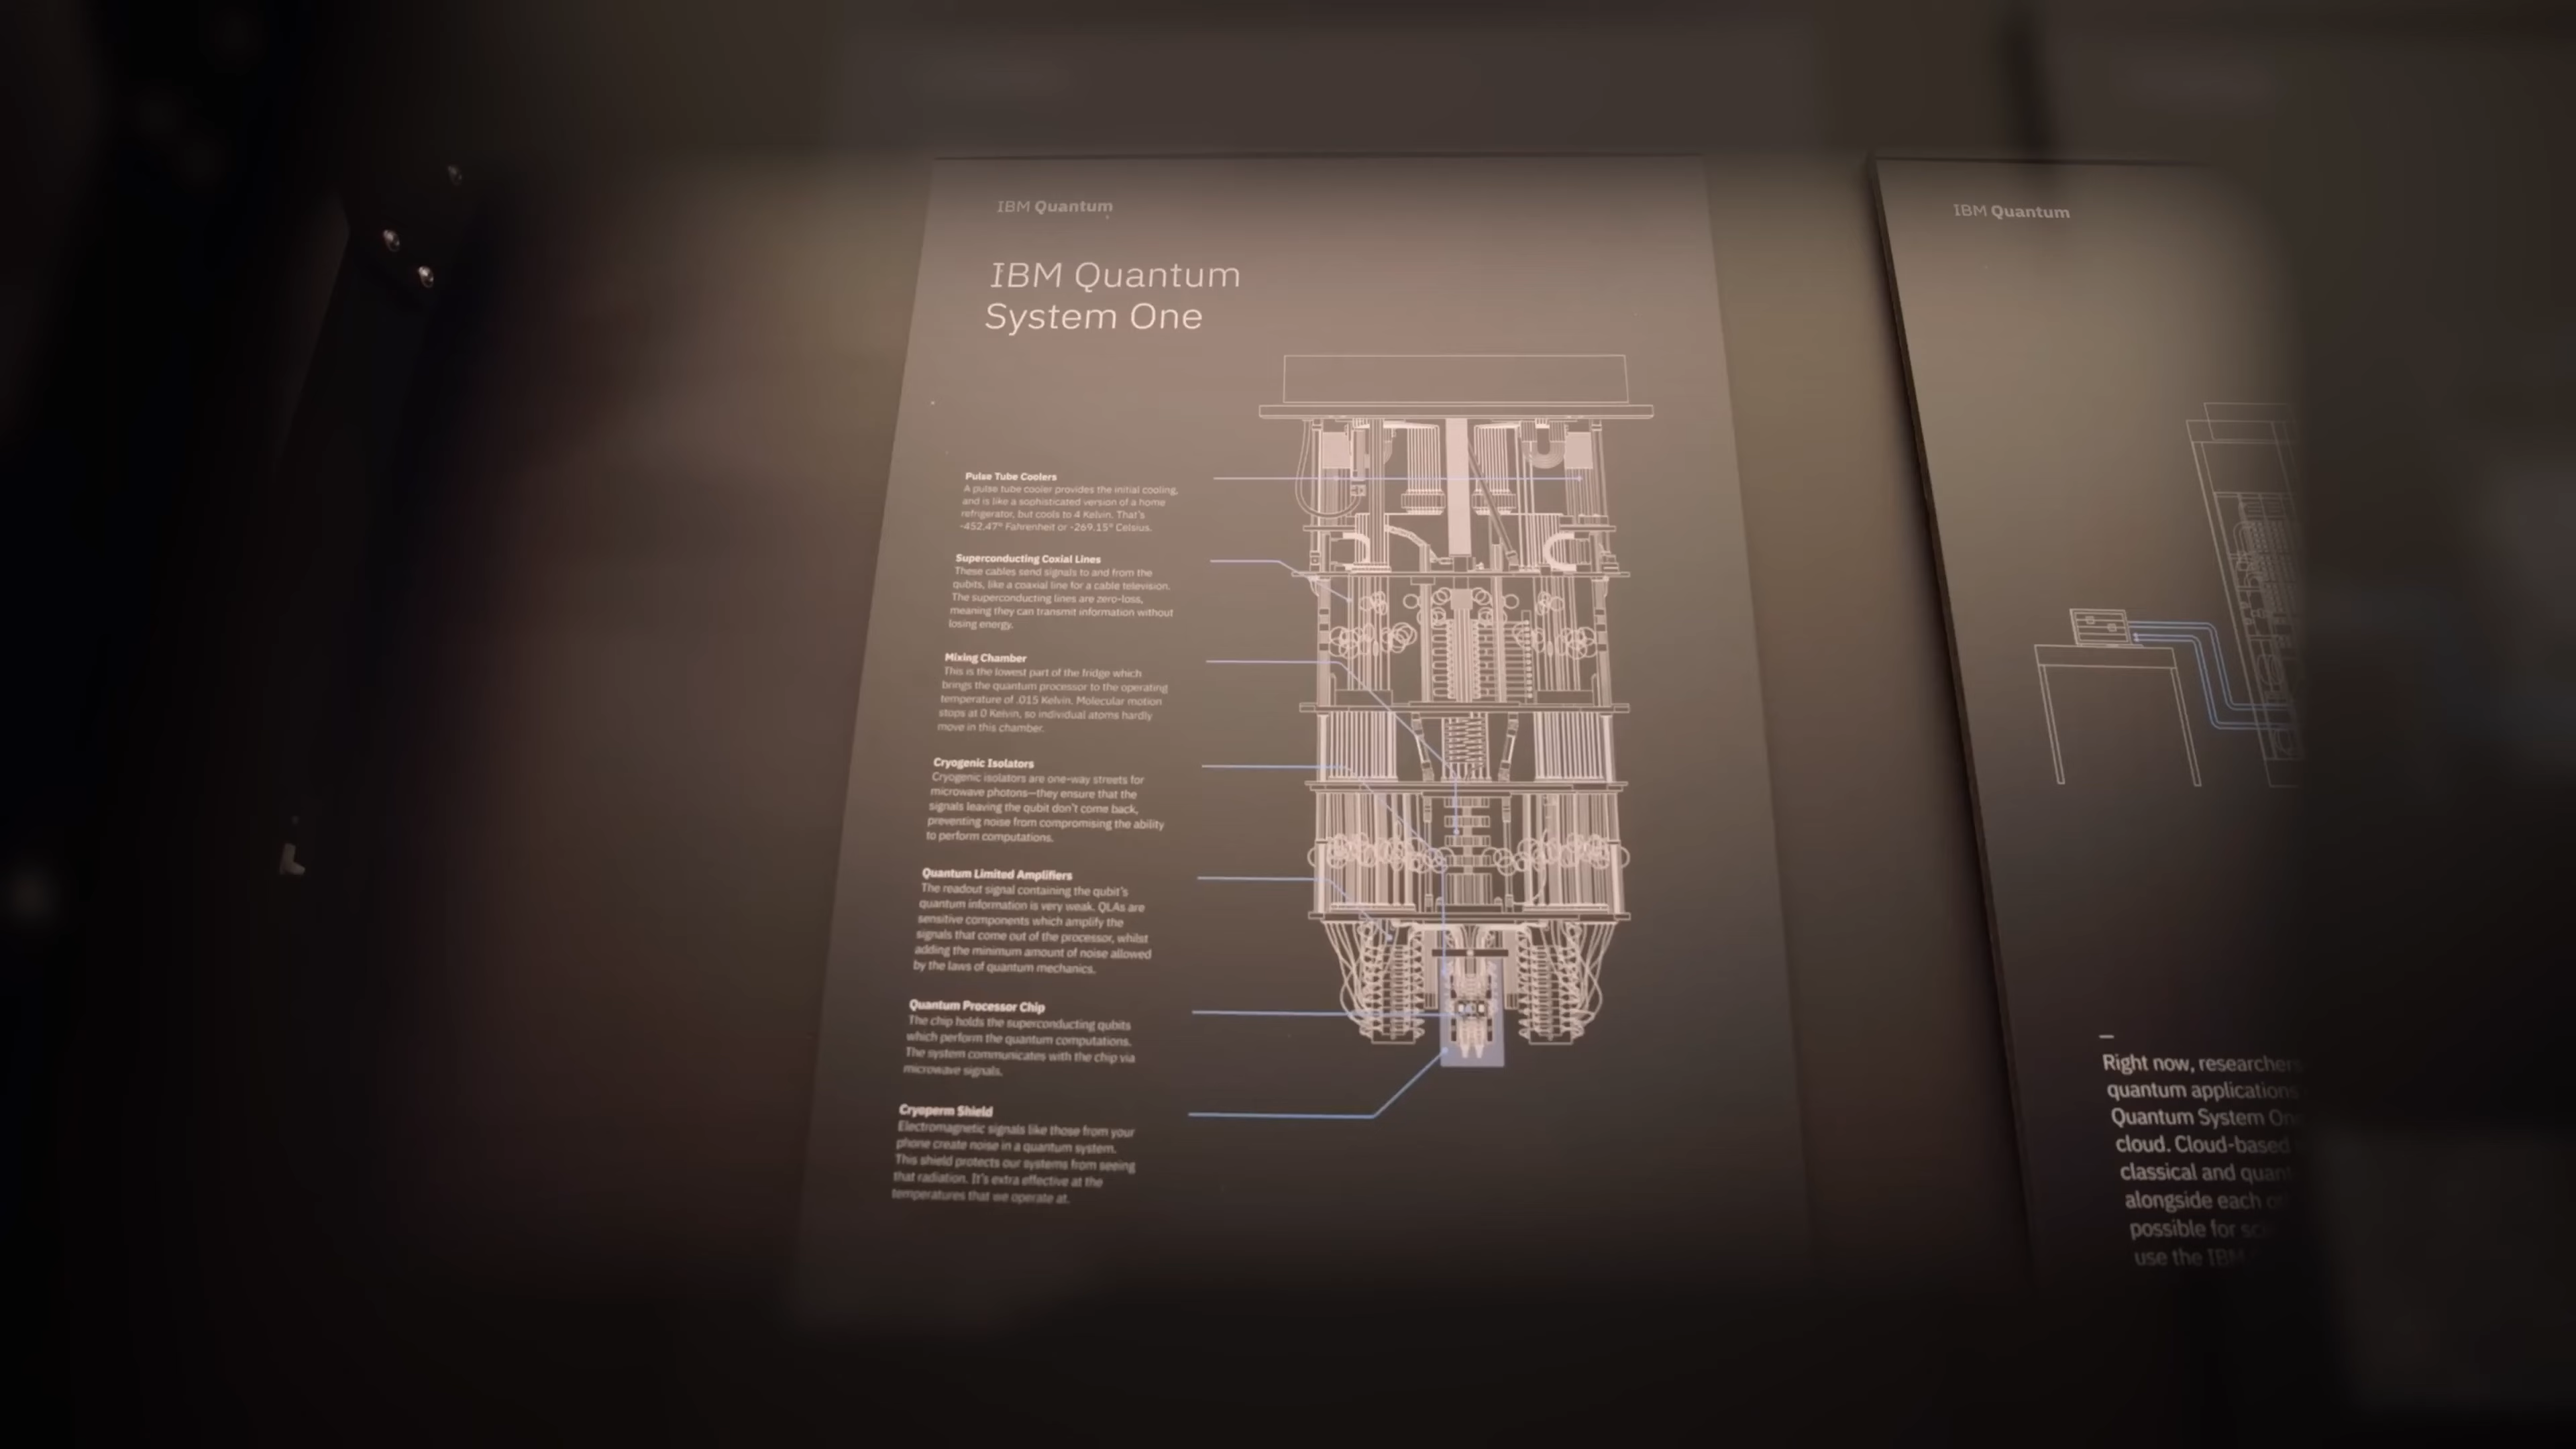 IBM Quantum
IBM Quantum
System One
Pulse Tube Coolers
A pulse tube cooler provides the initial cooling,
and is like a sophisticated version of a home
refrigerator, but cools to 4 Kelvin. That's
-452.47° Fahrenheit or -269.15° Celsius.
Superconducting Coxial Lines
These cables send signals to and from the
qubits, like a coaxial line for a cable television.
The superconducting lines are zero-loss,
meaning they can transmit information without
losing energy.
Mixing Chamber
This is the lowest part of the fridge which
brings the quantum processor to the operating
temperature of .015 Kelvin. Molecular motion
stops at 0 Kelvin, so individual atoms hardly
move in this chamber.
Cryogenic Isolators
Cryogenic isolators are one-way streets for
microwave photons—they ensure that the
signals leaving the qubit don't come back,
preventing noise from compromising the ability
to perform computations.
Quantum Limited Amplifiers
The readout signal containing the qubit's
quantum information is very weak. QLAs are
sensitive components which amplify the
signals that come out of the processor, whilst
adding the minimum amount of noise allowed
by the laws of quantum mechanics.
Quantum Processor Chip
The chip holds the superconducting qubits
which perform the quantum computations.
The system communicates with the chip via
microwave signals.
Cryoperm Shield
Electromagnetic signals like those from your
phone create noise in a quantum system.
This shield protects our systems from seeing
that radiation. It's extra effective at the
temperatures that we operate at.
IBM Quantum
Right now, researchers
quantum applications
Quantum System On
cloud. Cloud-based
classical and quan
alongside each
possible for
use the IBM